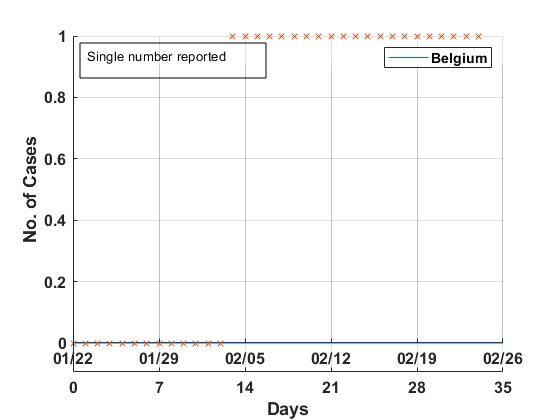 Single number reported
Belgium
No. of Cases
1
0.8
0.6
0.4
0.2
0
01/22 01/29 02/05 02/12 02/19 02/26
0 7 14 21 28 35
Days